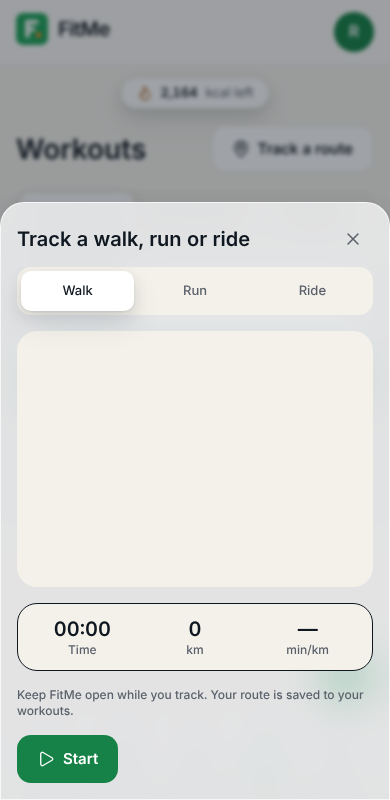 FitMe
R
2,164 kcal left
Workouts
Track a route
Track a walk, run or ride
Walk
Run
Ride
00:00
0
—
Time
km
min/km
Keep FitMe open while you track. Your route is saved to your
workouts.
Start